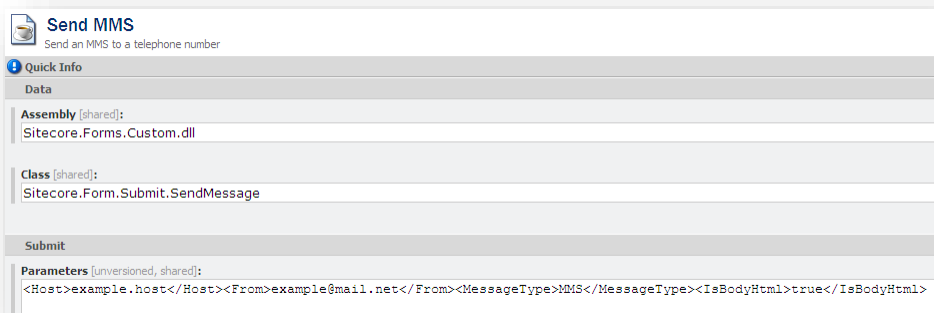 Send MMS
Send an MMS to a telephone number
Quick Info
Data
Assembly [shared]:
Sitecore.Forms.Custom.dll
Class [shared]:
Sitecore.Form.Submit.SendMessage
Submit
Parameters [unversioned, shared]:
<Host>example.host</Host><From>example@mail.net</From><MessageType>MMS</MessageType><IsBodyHtml>true</IsBodyHtml>